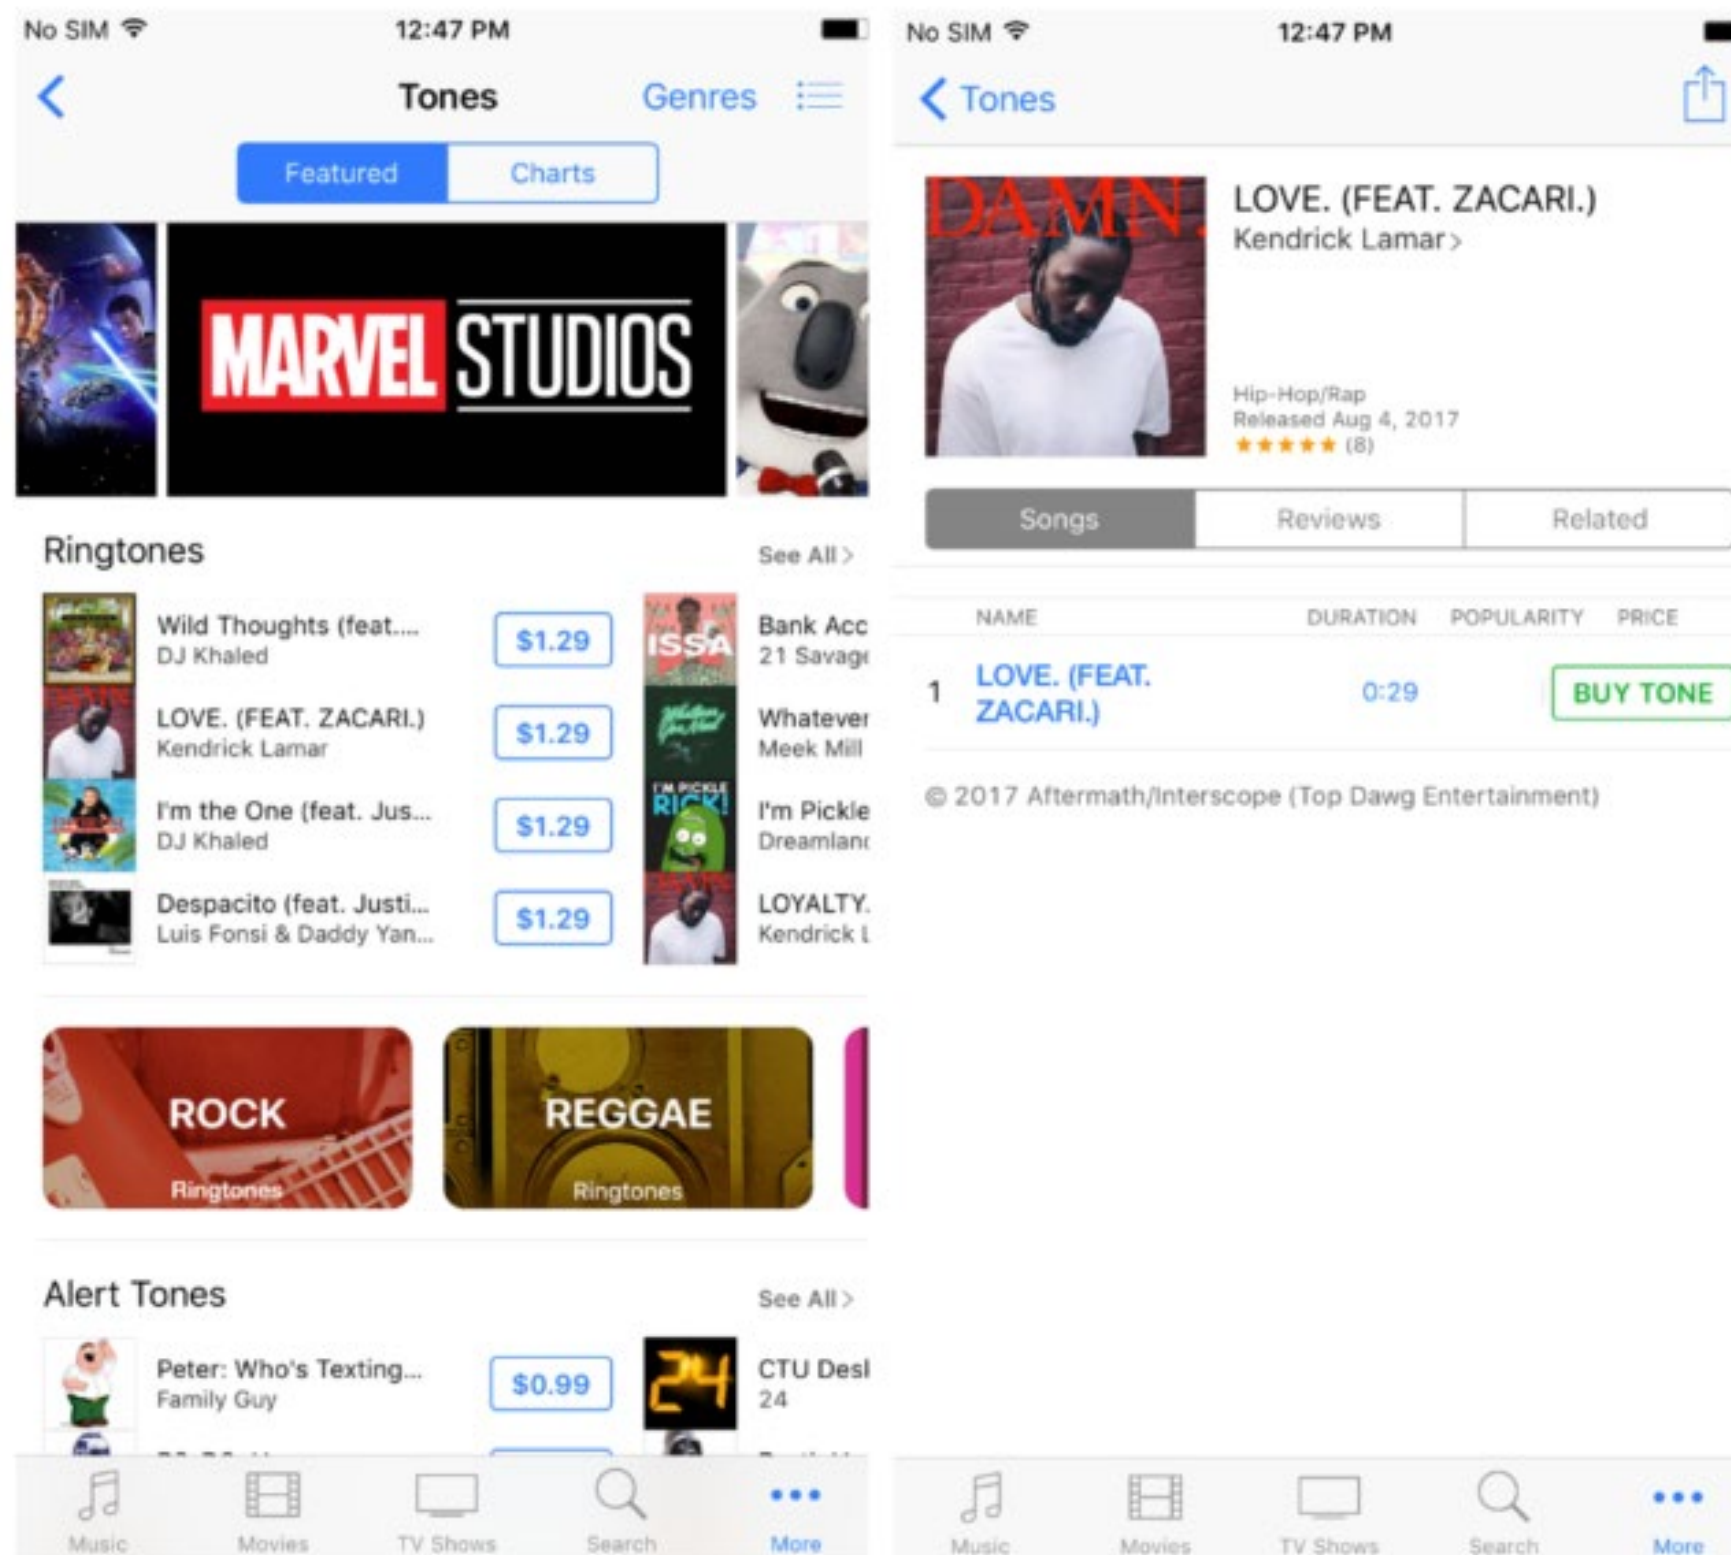 No SIM 12:47 PM
Tones Genres
Featured Charts
MARVEL STUDIOS
Ringtones See All >
Wild Thoughts (feat....
DJ Khaled
$1.29
LOVE. (FEAT. ZACARI.)
Kendrick Lamar
$1.29
I'm the One (feat. Jus...
DJ Khaled
$1.29
Despacito (feat. Justi...
Luis Fonsi & Daddy Yan...
$1.29
ISSA
Bank Acc
21 Savage
Whatever
Meek Mill
I'M PICKLE
RICK!
I'm Pickle
Dreamland
LOYALTY.
Kendrick L
ROCK
Ringtones
REGGAE
Ringtones
Alert Tones See All >
Peter: Who's Texting...
Family Guy
$0.99
24
CTU Desl
24
Music Movies TV Shows Search More
No SIM 12:47 PM
Tones
DAMN.
LOVE. (FEAT. ZACARI.)
Kendrick Lamar >
Hip-Hop/Rap
Released Aug 4, 2017
★★★★★ (8)
Songs Reviews Related
NAME DURATION POPULARITY PRICE
1 LOVE. (FEAT.
ZACARI.) 0:29 BUY TONE
© 2017 Aftermath/Interscope (Top Dawg Entertainment)
Music Movies TV Shows Search More